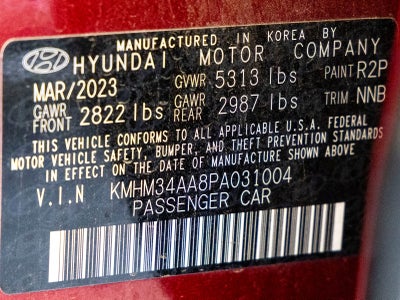 MANUFACTURED IN KOREA BY
HYUNDAI MOTOR COMPANY
MAR/2023 GVWR 5313 lbs PAINT R2P
GAWR FRONT 2822 lbs GAWR REAR 2987 lbs TRIM NNB
THIS VEHICLE CONFORMS TO ALL APPLICABLE U.S.A. FEDERAL
MOTOR VEHICLE SAFETY, BUMPER, AND THEFT PREVENTION STANDARDS
IN EFFECT ON THE DATE OF MANUFACTURE SHOWN ABOVE.
V.I.N KMHM34AA8PA031004
PASSENGER CAR